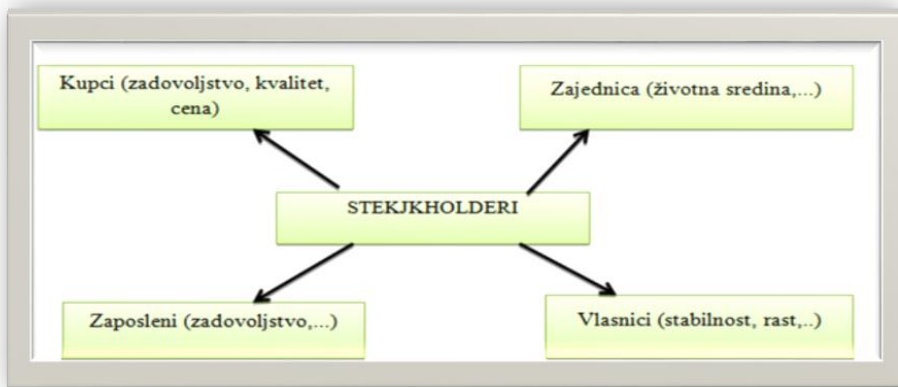 Kupci (zadovoljstvo, kvalitet,
cena)
Zajednica (životna sredina,...)
STEKJKHOLDERI
Zaposleni (zadovoljstvo,...)
Vlasnici (stabilnost, rast,..)